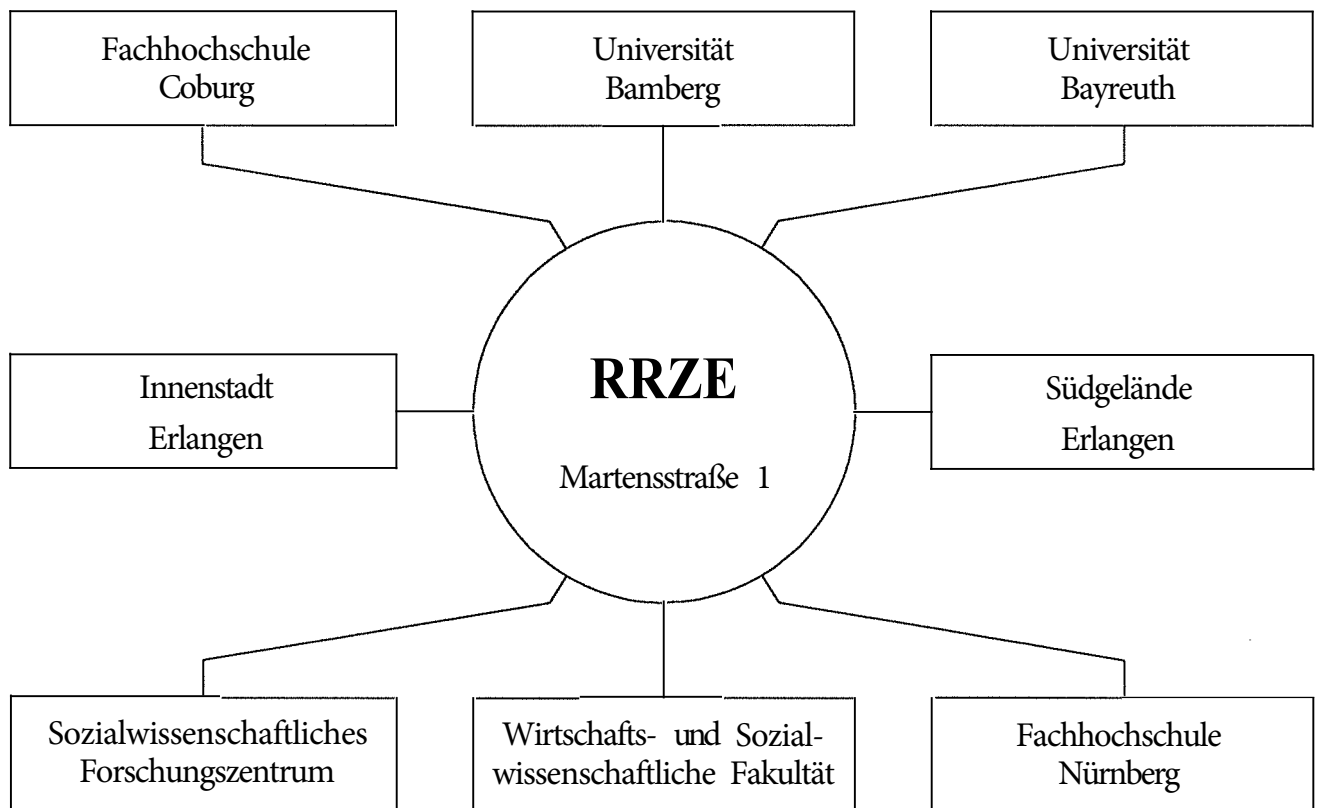 Fachhochschule
Coburg
Universität
Bamberg
Universität
Bayreuth
Innenstadt
Erlangen
RRZE
Martensstraße 1
Südgelände
Erlangen
Sozialwissenschaftliches
Forschungszentrum
Wirtschafts- und Sozial-
wissenschaftliche Fakultät
Fachhochschule
Nürnberg